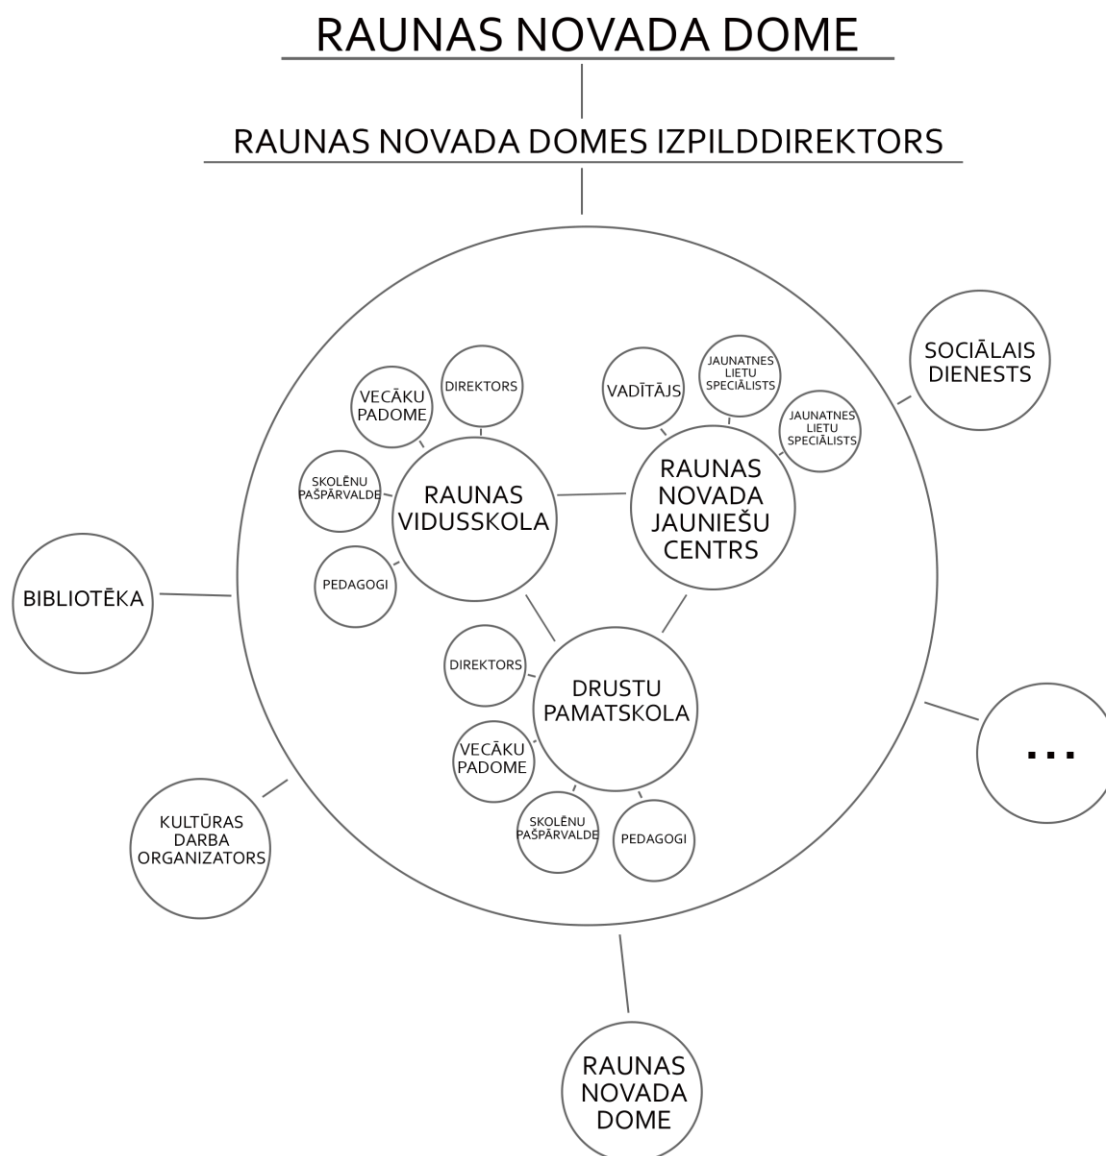 RAUNAS NOVADA DOME
RAUNAS NOVADA DOMES IZPILDDIREKTORS
SOCIĀLAIS
DIENESTS
VECĀKU
PADOME
DIREKTORS
VADĪTĀJS
JAUNATNES
LIETU
SPECIĀLISTS
JAUNATNES
LIETU
SPECIĀLISTS
SKOLĒNU
PAŠPĀRVALDE
RAUNAS
VIDUSSKOLA
RAUNAS
NOVADA
JAUNIEŠU
CENTRS
PEDAGOGI
BIBLIOTĒKA
DIREKTORS
DRUSTU
PAMATSKOLA
VECĀKU
PADOME
...
SKOLĒNU
PAŠPĀRVALDE
PEDAGOGI
KULTŪRAS
DARBA
ORGANIZATORS
RAUNAS
NOVADA
DOME